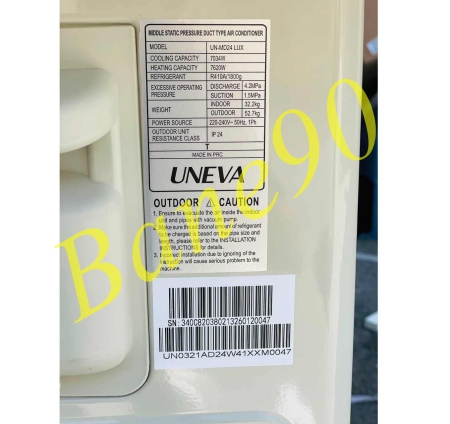 MIDDLE STATIC PRESSURE DUCT TYPE AIR CONDITIONER
MODEL UN-MD24 LUX
COOLING CAPACITY 7034W
HEATING CAPACITY 7620W
REFRIGERANT R410A/1800g
EXCESSIVE OPERATING PRESSURE DISCHARGE 4.2MPa
SUCTION 1.5MPa
WEIGHT INDOOR 32.2kg
OUTDOOR 52.7kg
POWER SOURCE 220-240V~ 50Hz, 1Ph
OUTDOOR UNIT RESISTANCE CLASS IP 24
T
MADE IN PRC
UNEVA
OUTDOOR CAUTION
1. Ensure to evacuate the air inside the indoor
unit and pipes with vacuum pump.
2. Make sure the additional amount of refrigerant
to be charged is based on the pipe size and
length, please refer to the INSTALLATION
INSTRUCTIONS for details.
3. Incorrect installation due to ignoring of the
instruction will cause serious problem to the
machine.
SN: 340C820380213260120047
UN0321AD24W41XXM0047